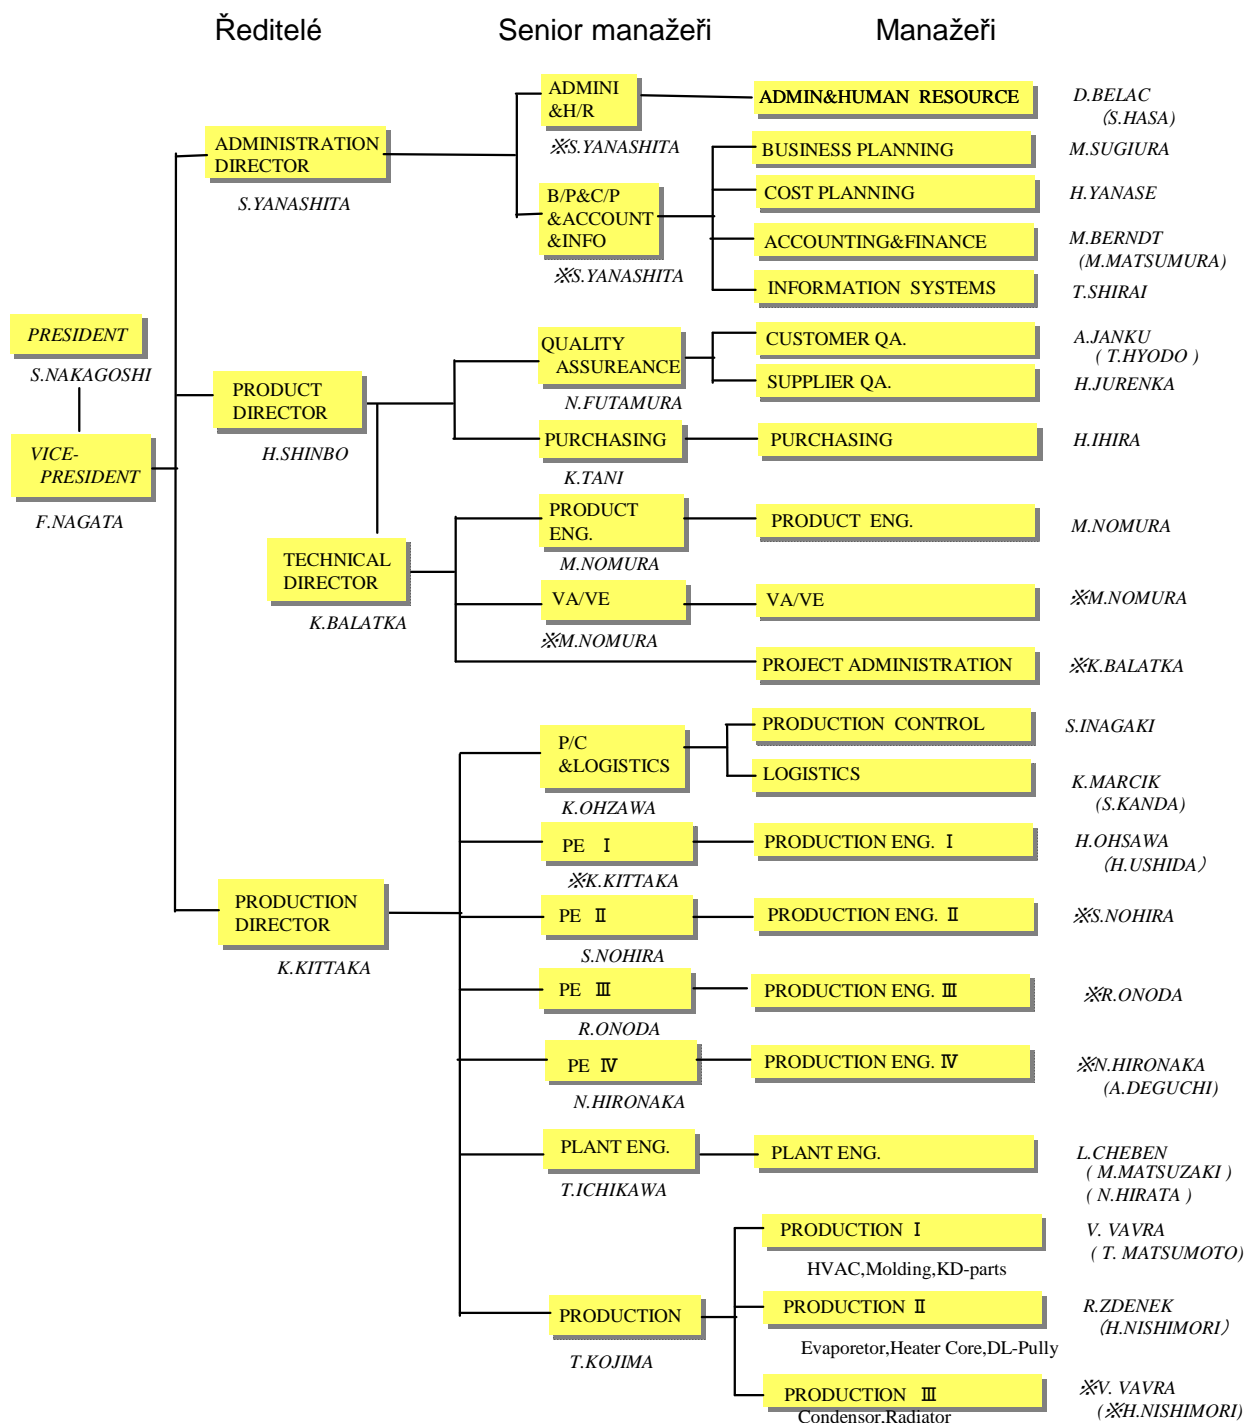 Ředitelé
Senior manažeři
Manažeři
ADMINI
&H/R
※S.YANASHITA
ADMIN&HUMAN RESOURCE
D.BELAC
(S.HASA)
ADMINISTRATION
DIRECTOR
S.YANASHITA
BUSINESS PLANNING
M.SUGIURA
B/P&C/P
&ACCOUNT
&INFO
※S.YANASHITA
COST PLANNING
H.YANASE
ACCOUNTING&FINANCE
M.BERNDT
(M.MATSUMURA)
INFORMATION SYSTEMS
T.SHIRAI
PRESIDENT
S.NAKAGOSHI
VICE-
PRESIDENT
F.NAGATA
PRODUCT
DIRECTOR
H.SHINBO
QUALITY
ASSUREANCE
N.FUTAMURA
CUSTOMER QA.
A.JANKU
( T.HYODO )
SUPPLIER QA.
H.JURENKA
PURCHASING
K.TANI
PURCHASING
H.IHIRA
TECHNICAL
DIRECTOR
K.BALATKA
PRODUCT
ENG.
M.NOMURA
PRODUCT ENG.
M.NOMURA
VA/VE
※M.NOMURA
VA/VE
※M.NOMURA
PROJECT ADMINISTRATION
※K.BALATKA
P/C
&LOGISTICS
K.OHZAWA
PRODUCTION CONTROL
S.INAGAKI
LOGISTICS
K.MARCIK
(S.KANDA)
PE Ⅰ
※K.KITTAKA
PRODUCTION ENG. Ⅰ
H.OHSAWA
(H.USHIDA)
PRODUCTION
DIRECTOR
K.KITTAKA
PE Ⅱ
S.NOHIRA
PRODUCTION ENG. Ⅱ
※S.NOHIRA
PE Ⅲ
R.ONODA
PRODUCTION ENG. Ⅲ
※R.ONODA
PE Ⅳ
N.HIRONAKA
PRODUCTION ENG. Ⅳ
※N.HIRONAKA
(A.DEGUCHI)
PLANT ENG.
T.ICHIKAWA
PLANT ENG.
L.CHEBEN
( M.MATSUZAKI )
( N.HIRATA )
PRODUCTION
T.KOJIMA
PRODUCTION Ⅰ
HVAC,Molding,KD-parts
V. VAVRA
( T. MATSUMOTO)
PRODUCTION Ⅱ
Evaporetor,Heater Core,DL-Pully
R.ZDENEK
(H.NISHIMORI)
PRODUCTION Ⅲ
Condensor,Radiator
※V. VAVRA
(※H.NISHIMORI)